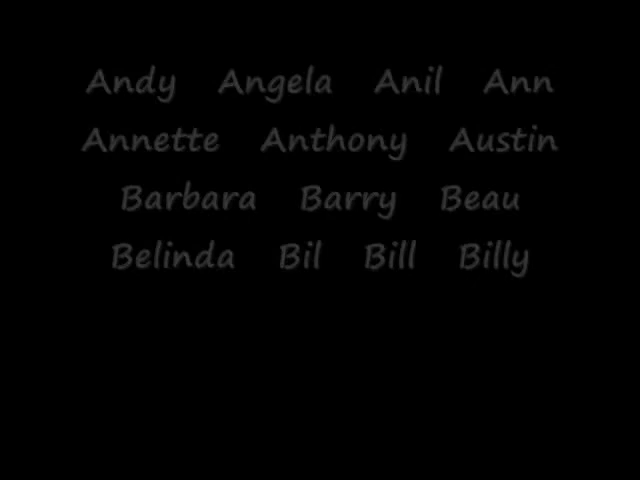 Andy Angela Anil Ann
Annette Anthony Austin
Barbara Barry Beau
Belinda Bil Bill Billy